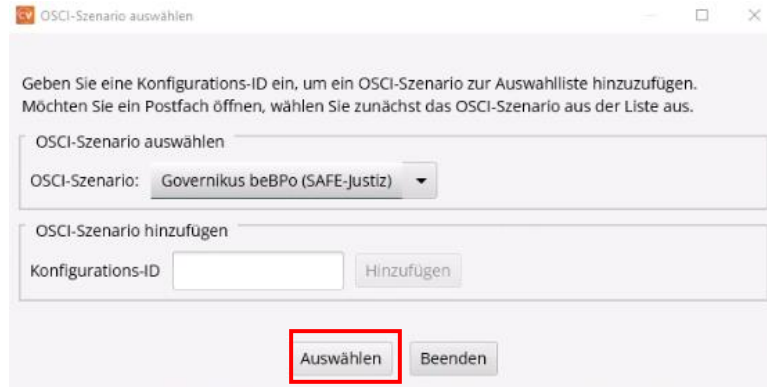 CV OSCI-Szenario auswählen
Geben Sie eine Konfigurations-ID ein, um ein OSCI-Szenario zur Auswahlliste hinzuzufügen.
Möchten Sie ein Postfach öffnen, wählen Sie zunächst das OSCI-Szenario aus der Liste aus.
OSCI-Szenario auswählen
OSCI-Szenario: Governikus beBPo (SAFE-Justiz)
OSCI-Szenario hinzufügen
Konfigurations-ID Hinzufügen
Auswählen Beenden